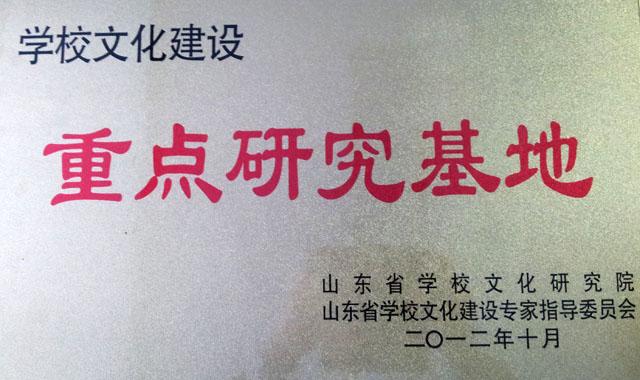 学校文化建设
重点研究基地
山东省学校文化研究院
山东省学校文化建设专家指导委员会
二〇一二年十月